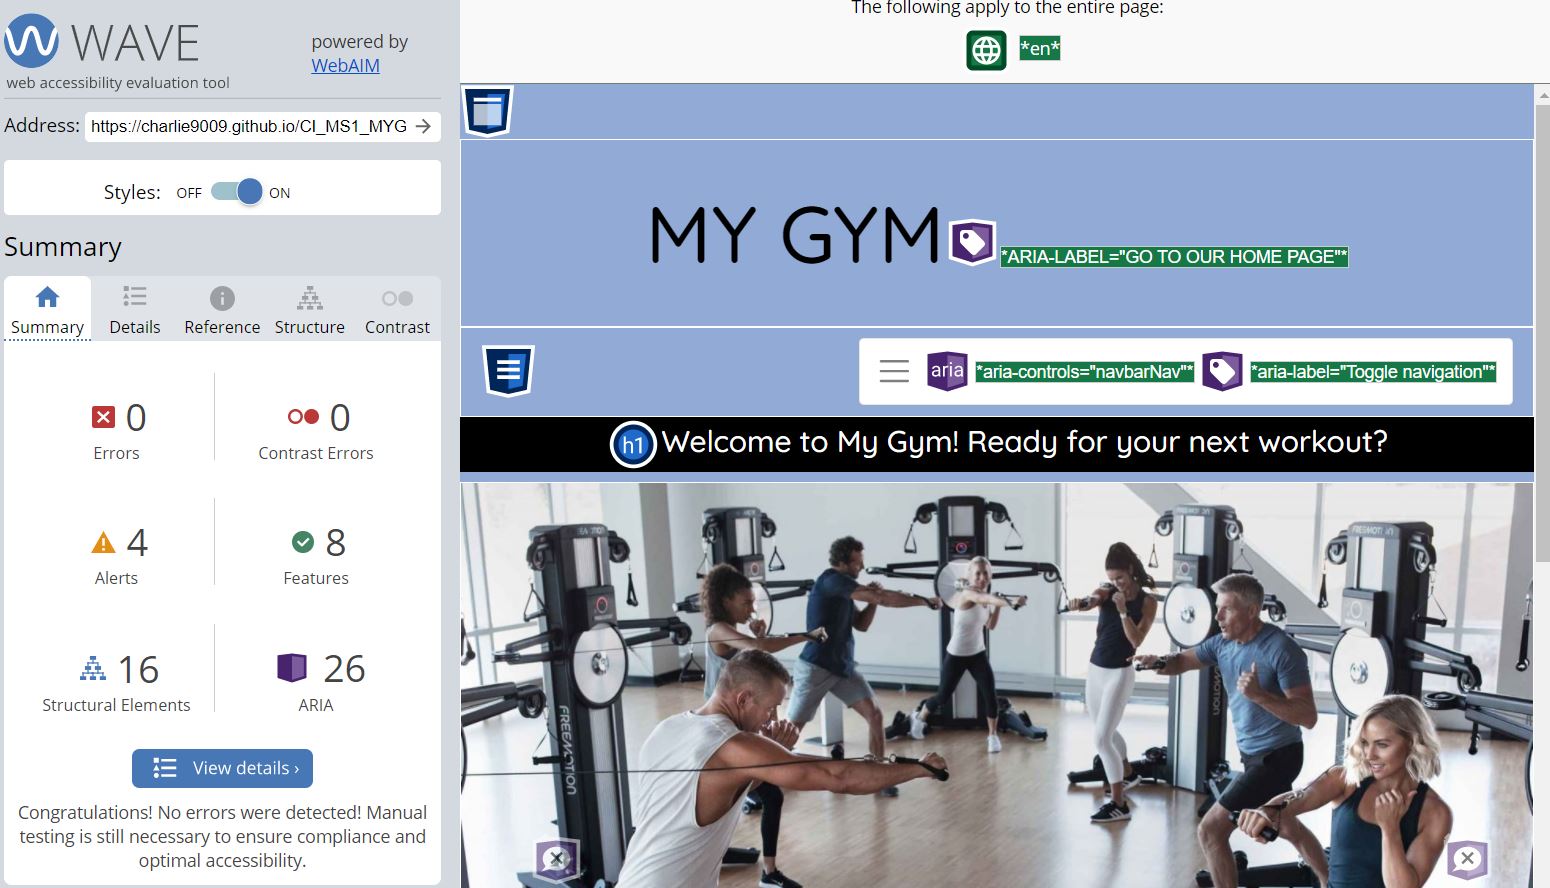 WAVE
web accessibility evaluation tool
powered by
WebAIM
Address: https://charlie9009.github.io/CI_MS1_MYG
Styles: OFF ON
Summary
Summary Details Reference Structure Contrast
0
Errors
0
Contrast Errors
4
Alerts
8
Features
16
Structural Elements
26
ARIA
View details ›
Congratulations! No errors were detected! Manual
testing is still necessary to ensure compliance and
optimal accessibility.
The following apply to the entire page:
*en*
MY GYM *ARIA-LABEL="GO TO OUR HOME PAGE"*
aria *aria-controls="navbarNav"* *aria-label="Toggle navigation"*
h1 Welcome to My Gym! Ready for your next workout?
FREEMOTION
FREEMOTION
FREEMOTION